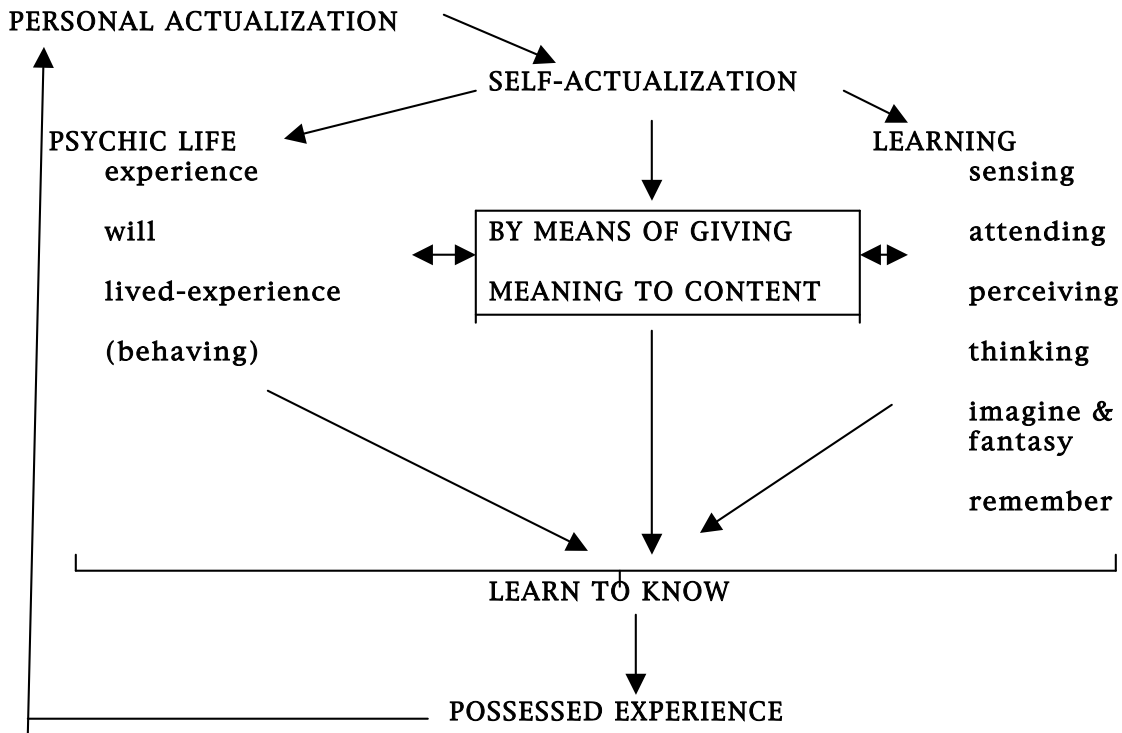 PERSONAL ACTUALIZATION
SELF-ACTUALIZATION
PSYCHIC LIFE
experience
will
lived-experience
(behaving)
BY MEANS OF GIVING
MEANING TO CONTENT
LEARNING
sensing
attending
perceiving
thinking
imagine &
fantasy
remember
LEARN TO KNOW
POSSESSED EXPERIENCE